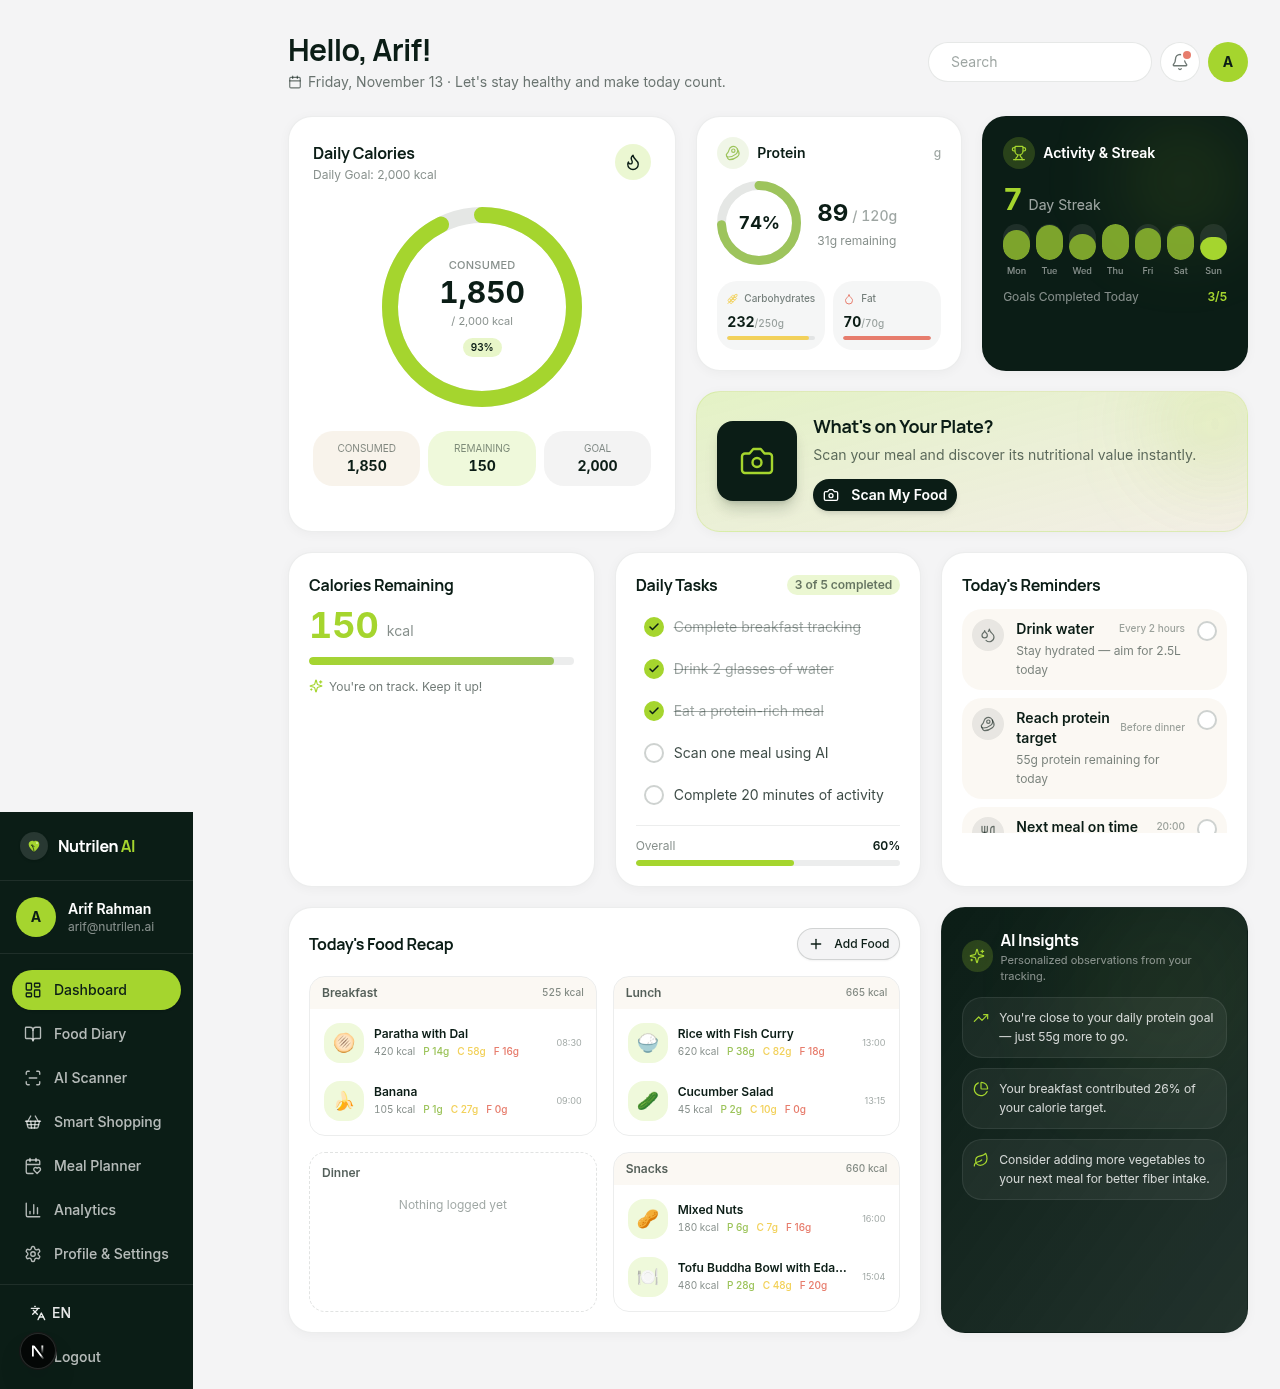 Hello, Arif!
Friday, November 13 · Let's stay healthy and make today count.
Search
A
Daily Calories
Daily Goal: 2,000 kcal
CONSUMED
1,850
/ 2,000 kcal
93%
CONSUMED
1,850
REMAINING
150
GOAL
2,000
Protein
g
74%
89 / 120g
31g remaining
Carbohydrates
232/250g
Fat
70/70g
Activity & Streak
7 Day Streak
Mon Tue Wed Thu Fri Sat Sun
Goals Completed Today 3/5
What's on Your Plate?
Scan your meal and discover its nutritional value instantly.
Scan My Food
Calories Remaining
150 kcal
You're on track. Keep it up!
Daily Tasks
3 of 5 completed
Complete breakfast tracking
Drink 2 glasses of water
Eat a protein-rich meal
Scan one meal using AI
Complete 20 minutes of activity
Overall 60%
Today's Reminders
Drink water Every 2 hours
Stay hydrated — aim for 2.5L
today
Reach protein
target
Before dinner
55g protein remaining for
today
Next meal on time 20:00
Nutrilen AI
A
Arif Rahman
arif@nutrilen.ai
Dashboard
Food Diary
AI Scanner
Smart Shopping
Meal Planner
Analytics
Profile & Settings
EN
N
Logout
Today's Food Recap
Add Food
Breakfast 525 kcal
Paratha with Dal
420 kcal P 14g C 58g F 16g
08:30
Banana
105 kcal P 1g C 27g F 0g
09:00
Lunch 665 kcal
Rice with Fish Curry
620 kcal P 38g C 82g F 18g
13:00
Cucumber Salad
45 kcal P 2g C 10g F 0g
13:15
Dinner
Nothing logged yet
Snacks 660 kcal
Mixed Nuts
180 kcal P 6g C 7g F 16g
16:00
Tofu Buddha Bowl with Eda...
480 kcal P 28g C 48g F 20g
15:04
AI Insights
Personalized observations from your
tracking.
You're close to your daily protein goal
— just 55g more to go.
Your breakfast contributed 26% of
your calorie target.
Consider adding more vegetables to
your next meal for better fiber intake.